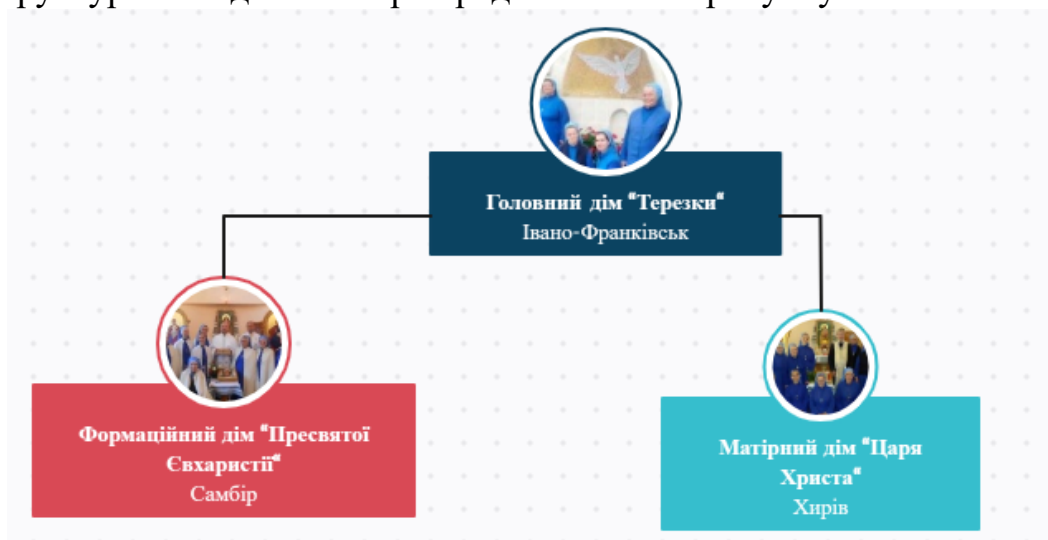 Головний дім "Терезки"
Івано-Франківськ
Формаційний дім "Пресвятої
Євхаристії"
Самбір
Матірний дім "Царя
Христа"
Хирів